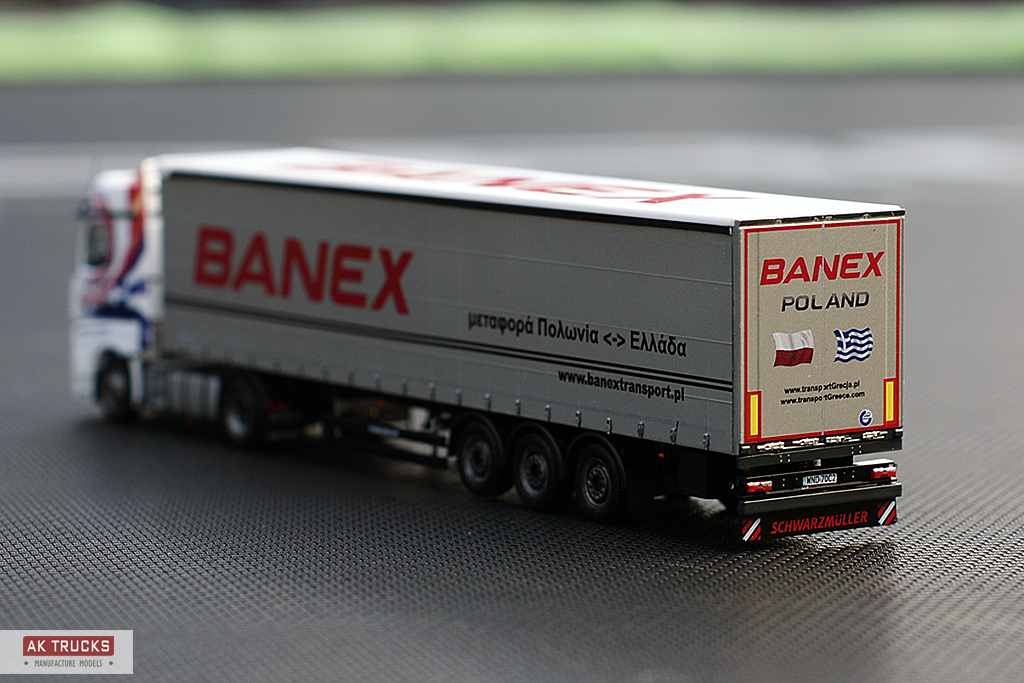 BANEX
μεταφορά Πολωνία <-> Ελλάδα
www.banextransport.pl
BANEX
POLAND
www.transportGrecja.pl
www.transportGreece.com
SCHWARZMÜLLER
AK TRUCKS
• MANUFACTURE MODELS •